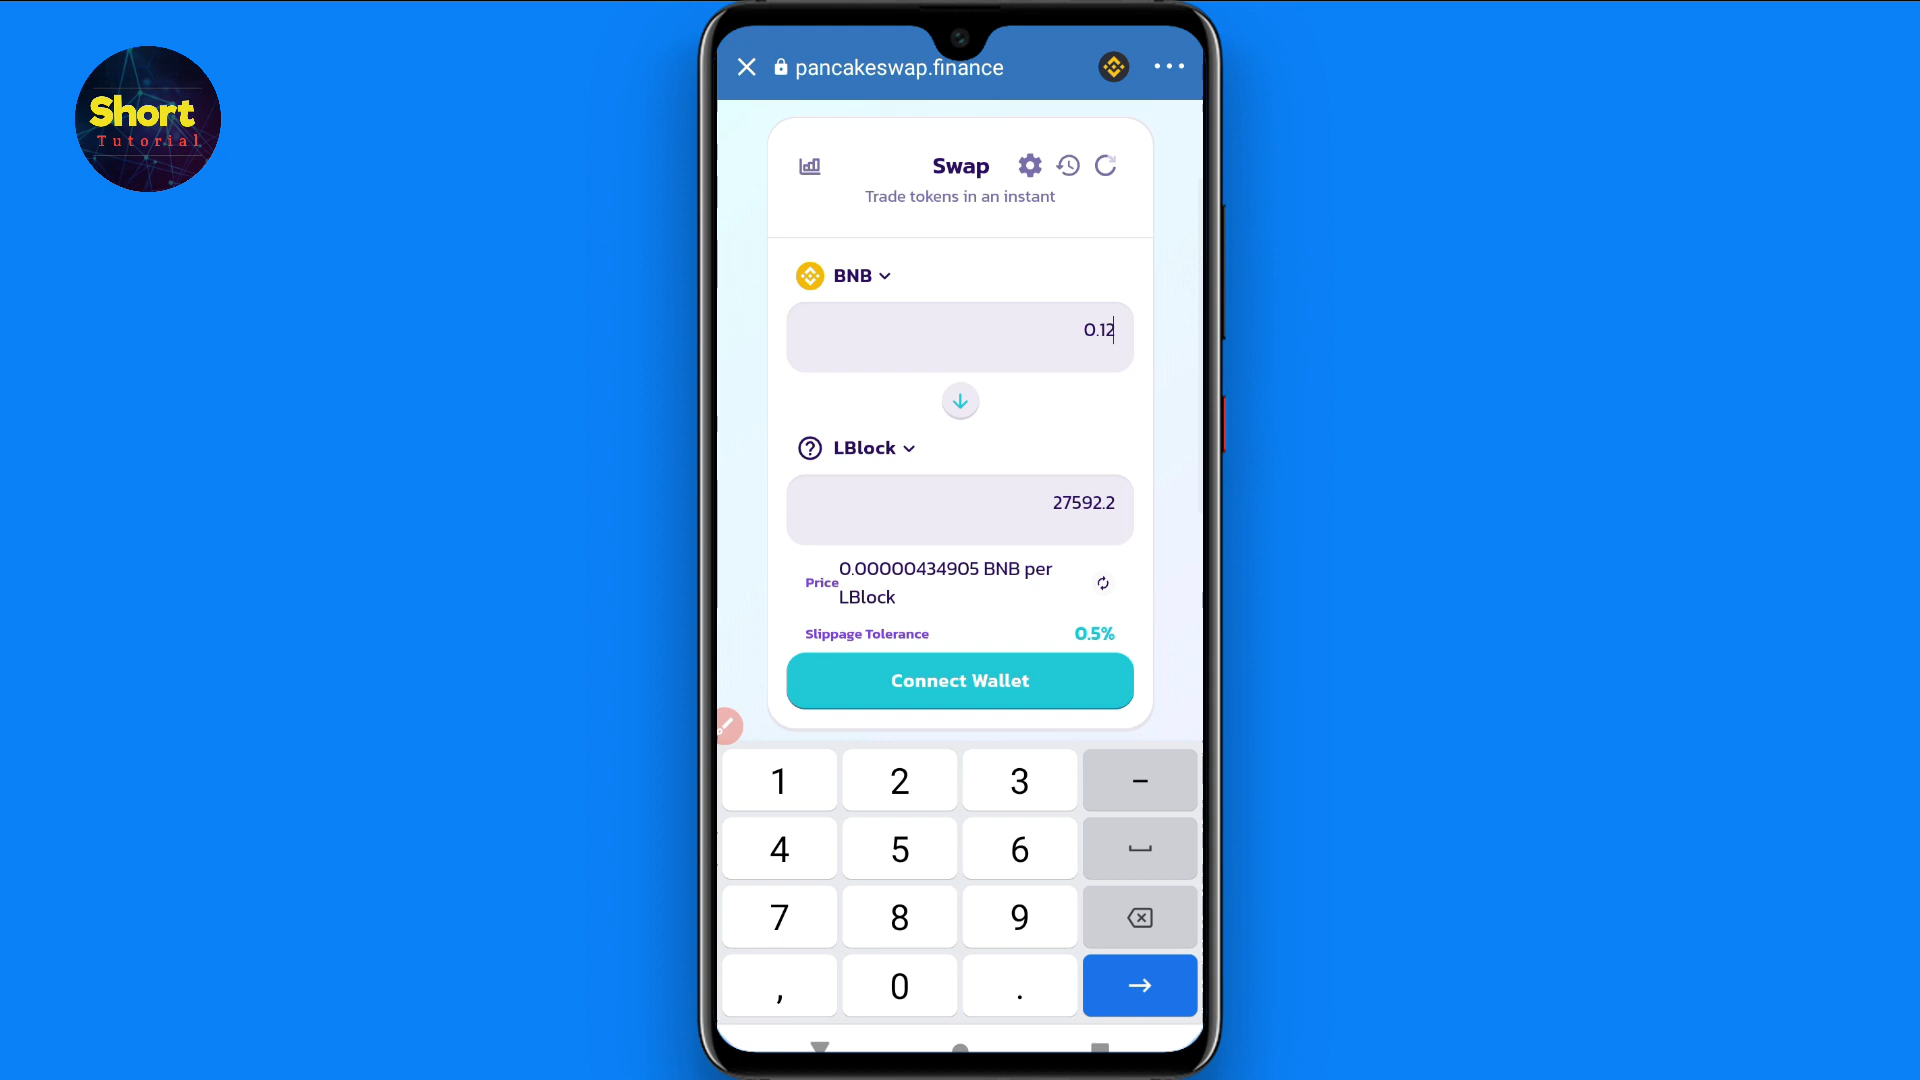 Short
Tutorial
pancakeswap.finance
Swap
Trade tokens in an instant
BNB
0.12
LBlock
27592.2
Price 0.00000434905 BNB per
LBlock
Slippage Tolerance 0.5%
Connect Wallet
1 2 3 -
4 5 6
7 8 9
, 0 .